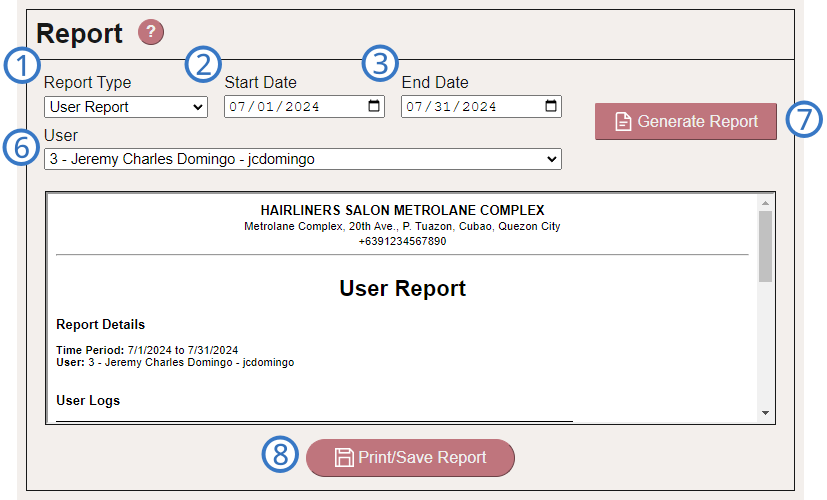 Report ?
1 2 3
Report Type Start Date End Date
User Report 07/01/2024 07/31/2024
Generate Report 7
6 User
3 - Jeremy Charles Domingo - jcdomingo
HAIRLINERS SALON METROLANE COMPLEX
Metrolane Complex, 20th Ave., P. Tuazon, Cubao, Quezon City
+6391234567890
User Report
Report Details
Time Period: 7/1/2024 to 7/31/2024
User: 3 - Jeremy Charles Domingo - jcdomingo
User Logs
8 Print/Save Report